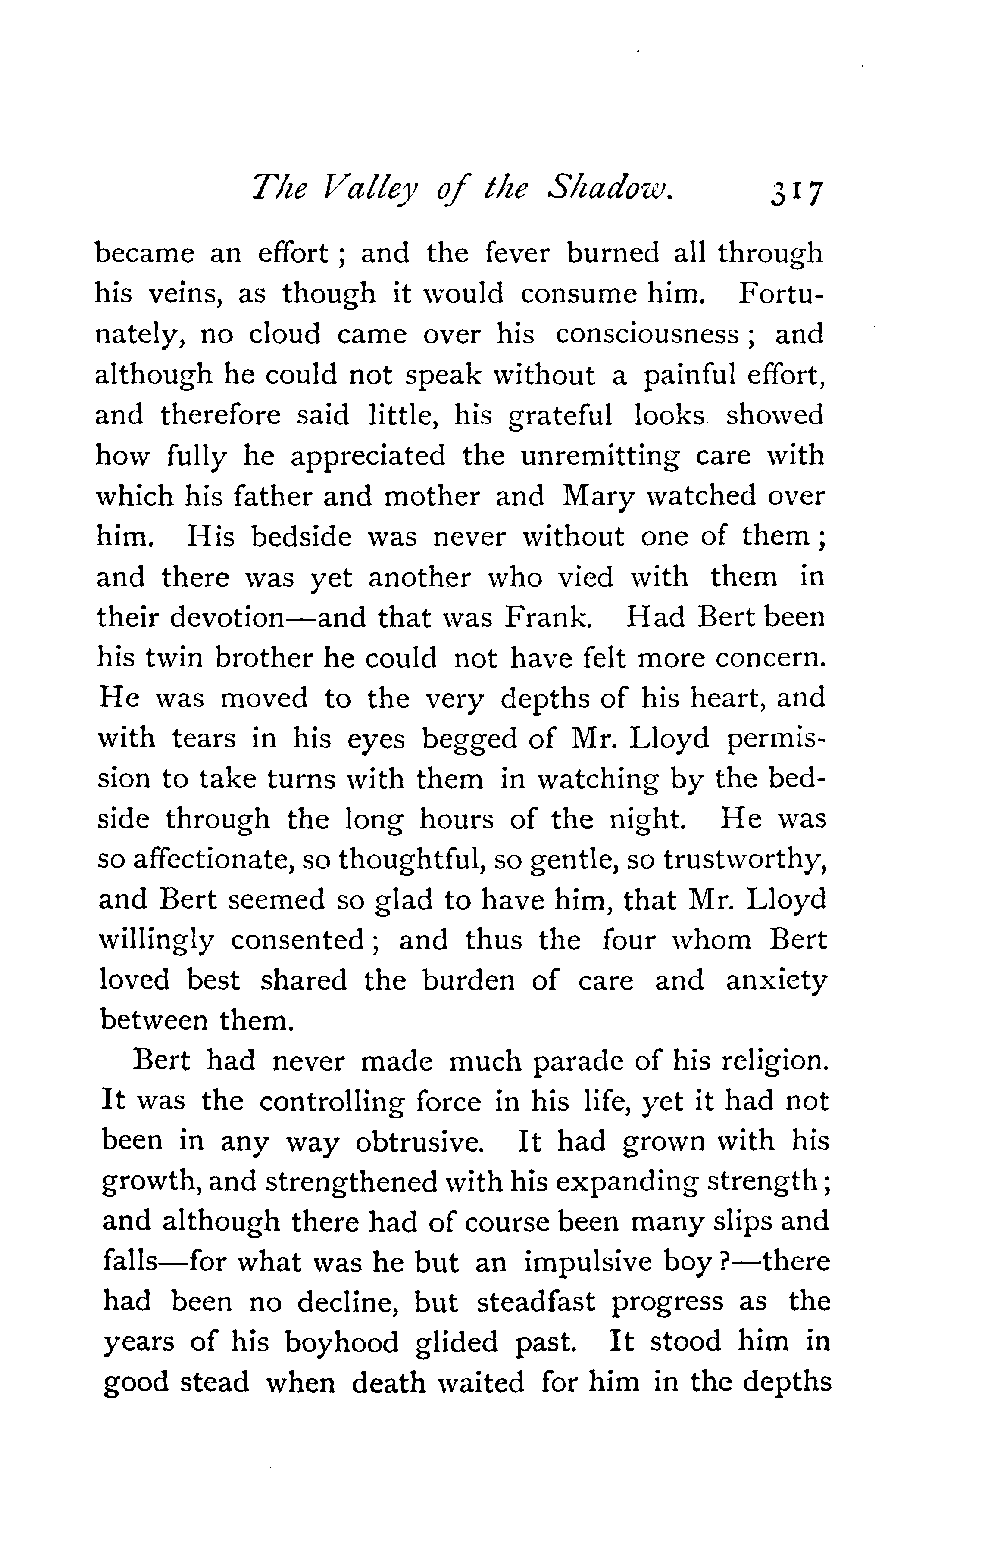 The Valley of the Shadow. 317
became an effort ; and the fever burned all through
his veins, as though it would consume him. Fortu-
nately, no cloud came over his consciousness ; and
although he could not speak without a painful effort,
and therefore said little, his grateful looks showed
how fully he appreciated the unremitting care with
which his father and mother and Mary watched over
him. His bedside was never without one of them ;
and there was yet another who vied with them in
their devotion—and that was Frank. Had Bert been
his twin brother he could not have felt more concern.
He was moved to the very depths of his heart, and
with tears in his eyes begged of Mr. Lloyd permis-
sion to take turns with them in watching by the bed-
side through the long hours of the night. He was
so affectionate, so thoughtful, so gentle, so trustworthy,
and Bert seemed so glad to have him, that Mr. Lloyd
willingly consented ; and thus the four whom Bert
loved best shared the burden of care and anxiety
between them.
Bert had never made much parade of his religion.
It was the controlling force in his life, yet it had not
been in any way obtrusive. It had grown with his
growth, and strengthened with his expanding strength ;
and although there had of course been many slips and
falls—for what was he but an impulsive boy ?—there
had been no decline, but steadfast progress as the
years of his boyhood glided past. It stood him in
good stead when death waited for him in the depths